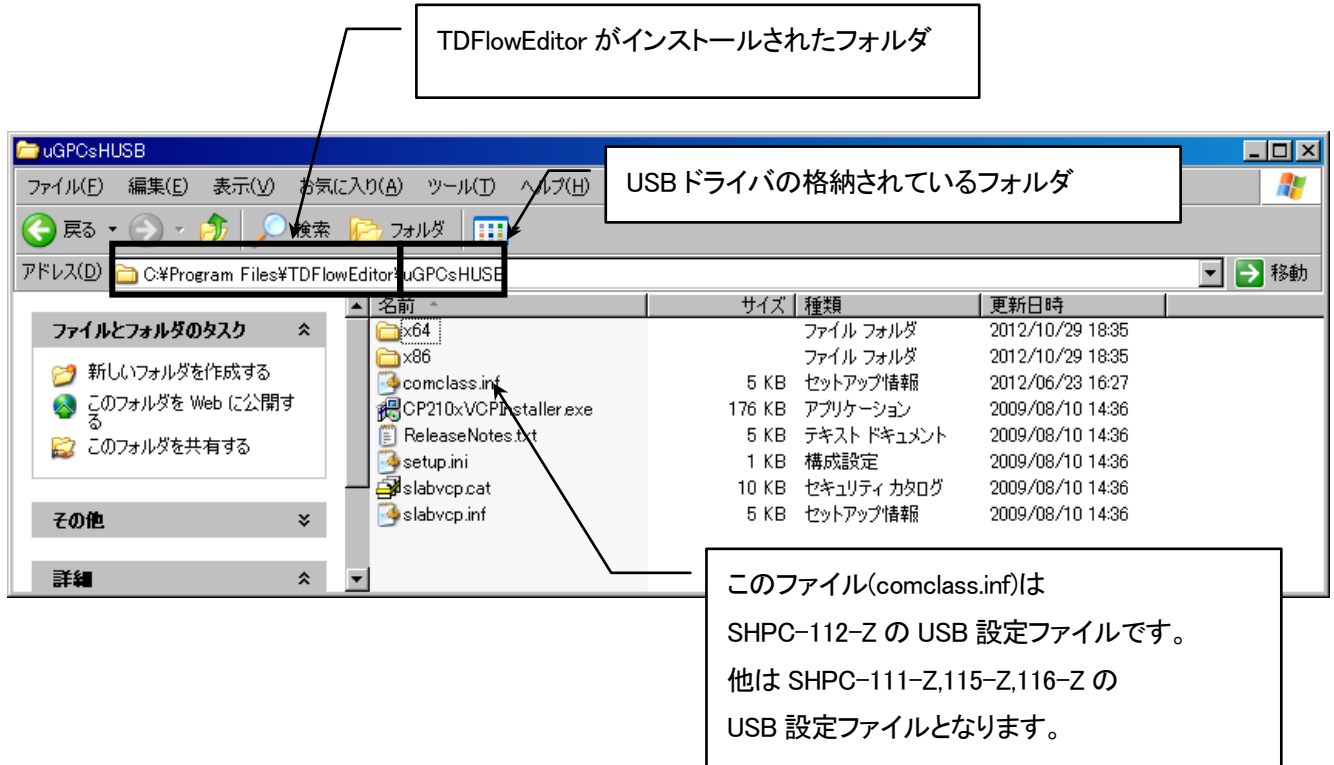 TDFlowEditor がインストールされたフォルダ
uGPCsHUSB
ファイル(F) 編集(E) 表示(V) お気に入り(A) ツール(T) ヘルプ(H)
USB ドライバの格納されているフォルダ
戻る 検索 フォルダ
アドレス(D) C:¥Program Files¥TDFlowEditor¥uGPCsHUSB 移動
名前 サイズ 種類 更新日時
ファイルとフォルダのタスク
新しいフォルダを作成する
このフォルダを Web に公開す
る
このフォルダを共有する
その他
詳細
x64 ファイル フォルダ 2012/10/29 18:35
x86 ファイル フォルダ 2012/10/29 18:35
comclass.inf 5 KB セットアップ情報 2012/06/23 16:27
CP210xVCPInstaller.exe 176 KB アプリケーション 2009/08/10 14:36
ReleaseNotes.txt 5 KB テキスト ドキュメント 2009/08/10 14:36
setup.ini 1 KB 構成設定 2009/08/10 14:36
slabvcp.cat 10 KB セキュリティ カタログ 2009/08/10 14:36
slabvcp.inf 5 KB セットアップ情報 2009/08/10 14:36
このファイル(comclass.inf)は
SHPC-112-Z の USB 設定ファイルです。
他は SHPC-111-Z,115-Z,116-Z の
USB 設定ファイルとなります。